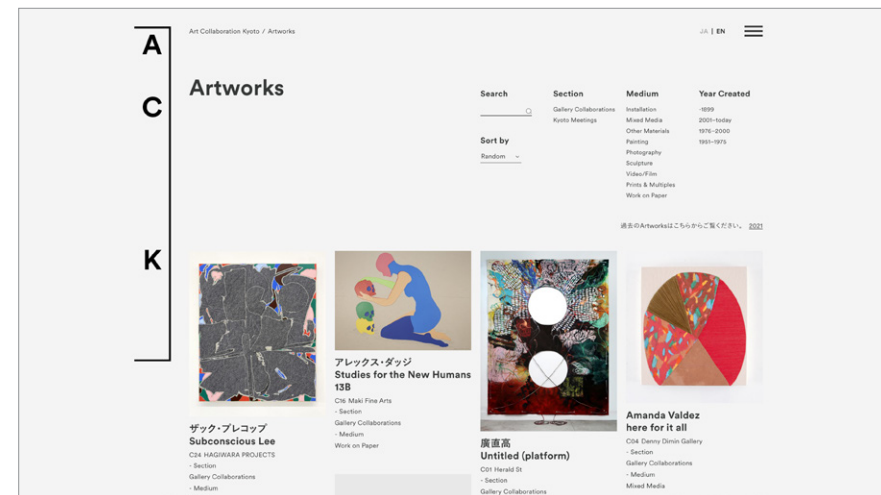 A
C
K
Art Collaboration Kyoto / Artworks
JA | EN
Artworks
Search
Sort by
Random
Section
Gallery Collaborations
Kyoto Meetings
Medium
Installation
Mixed Media
Other Materials
Painting
Photography
Sculpture
Video/Film
Prints & Multiples
Work on Paper
Year Created
-1899
2001-today
1976-2000
1951-1975
過去のArtworksはこちらからご覧ください。 2021
ザック・プレコップ
Subconscious Lee
C24 HAGIWARA PROJECTS
- Section
Gallery Collaborations
- Medium
アレックス・ダッジ
Studies for the New Humans
13B
C16 Maki Fine Arts
- Section
Gallery Collaborations
- Medium
Work on Paper
廣直高
Untitled (platform)
C01 Herald St
- Section
Gallery Collaborations
Amanda Valdez
here for it all
C04 Denny Dimin Gallery
- Section
Gallery Collaborations
- Medium
Mixed Media